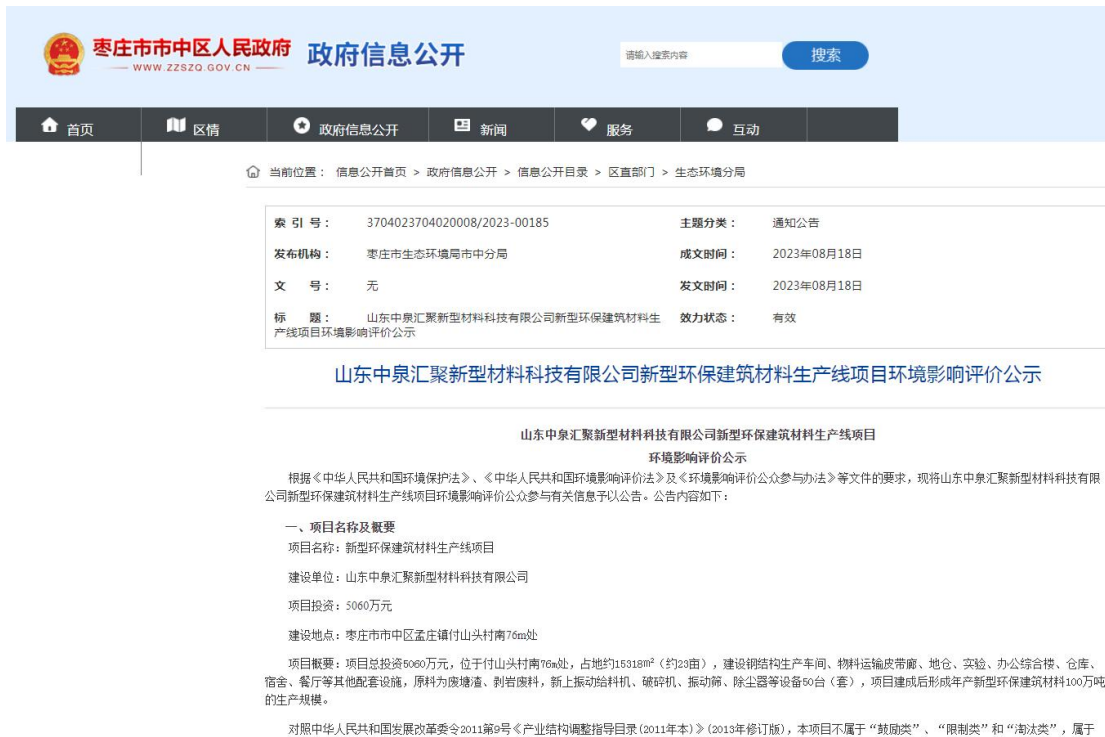 枣庄市市中区人民政府
WWW.ZZSZQ.GOV.CN
政府信息公开
请输入搜索内容
搜索
首页 区情 政府信息公开 新闻 服务 互动
当前位置： 信息公开首页 > 政府信息公开 > 信息公开目录 > 区直部门 > 生态环境分局
索 引 号： 3704023704020008/2023-00185 主题分类： 通知公告
发布机构： 枣庄市生态环境局市中分局 成文时间： 2023年08月18日
文 号： 无 发文时间： 2023年08月18日
标 题： 山东中泉汇聚新型材料科技有限公司新型环保建筑材料生 效力状态： 有效
产线项目环境影响评价公示
山东中泉汇聚新型材料科技有限公司新型环保建筑材料生产线项目环境影响评价公示
山东中泉汇聚新型材料科技有限公司新型环保建筑材料生产线项目
环境影响评价公示
根据《中华人民共和国环境保护法》、《中华人民共和国环境影响评价法》及《环境影响评价公众参与办法》等文件的要求，现将山东中泉汇聚新型材料科技有限
公司新型环保建筑材料生产线项目环境影响评价公众参与有关信息予以公告。公告内容如下：
一、项目名称及概要
项目名称：新型环保建筑材料生产线项目
建设单位：山东中泉汇聚新型材料科技有限公司
项目投资：5060万元
建设地点：枣庄市市中区孟庄镇付山头村南76m处
项目概要：项目总投资5060万元，位于付山头村南76m处，占地约15318m²（约23亩），建设钢结构生产车间、物料运输皮带廊、地仓、实验、办公综合楼、仓库、
宿舍、餐厅等其他配套设施，原料为废塘渣、剥岩废料，新上振动给料机、破碎机、振动筛、除尘器等设备50台（套），项目建成后形成年产新型环保建筑材料100万吨
的生产规模。
对照中华人民共和国发展改革委令2011第9号《产业结构调整指导目录(2011年本)》(2013年修订版)，本项目不属于“鼓励类”、“限制类”和“淘汰类”，属于